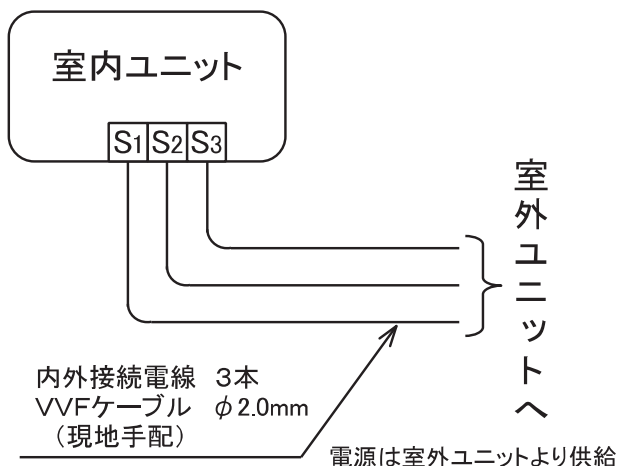 室内ユニット
S1 S2 S3
室外ユニットへ
内外接続電線 3本
VVFケーブル φ2.0mm
(現地手配)
電源は室外ユニットより供給